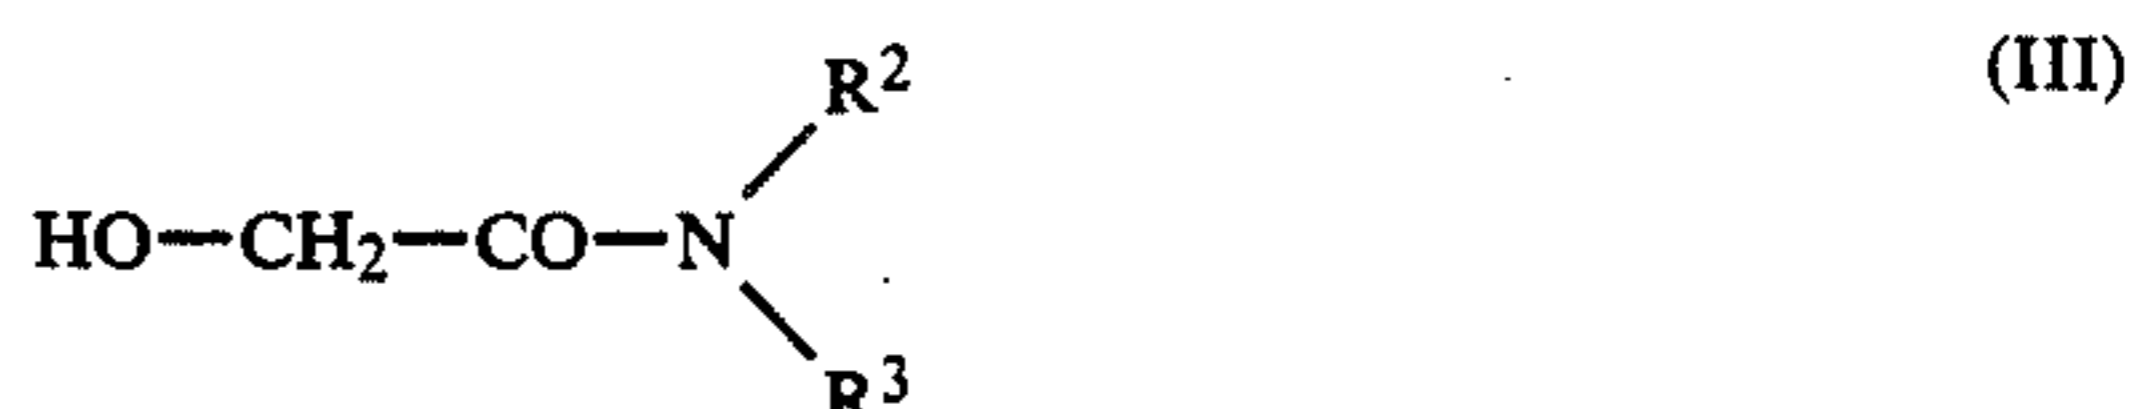 R² (III)
HO—CH₂—CO—N
R³